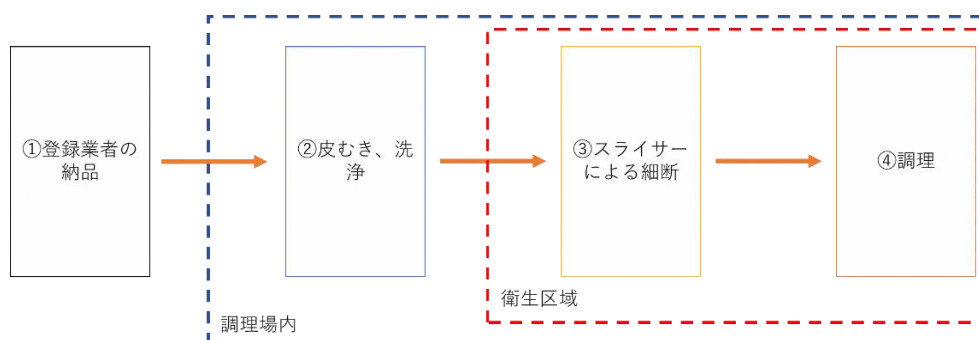 ①登録業者の
納品
②皮むき、洗
浄
③スライサー
による細断
④調理
衛生区域
調理場内